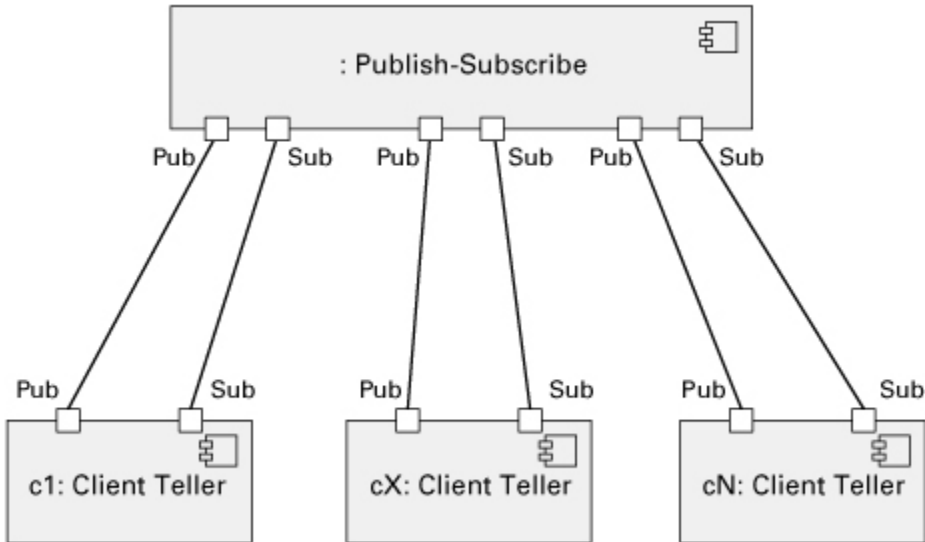 : Publish-Subscribe
Pub Sub Pub Sub Pub Sub
Pub Sub Pub Sub Pub Sub
c1: Client Teller cX: Client Teller cN: Client Teller